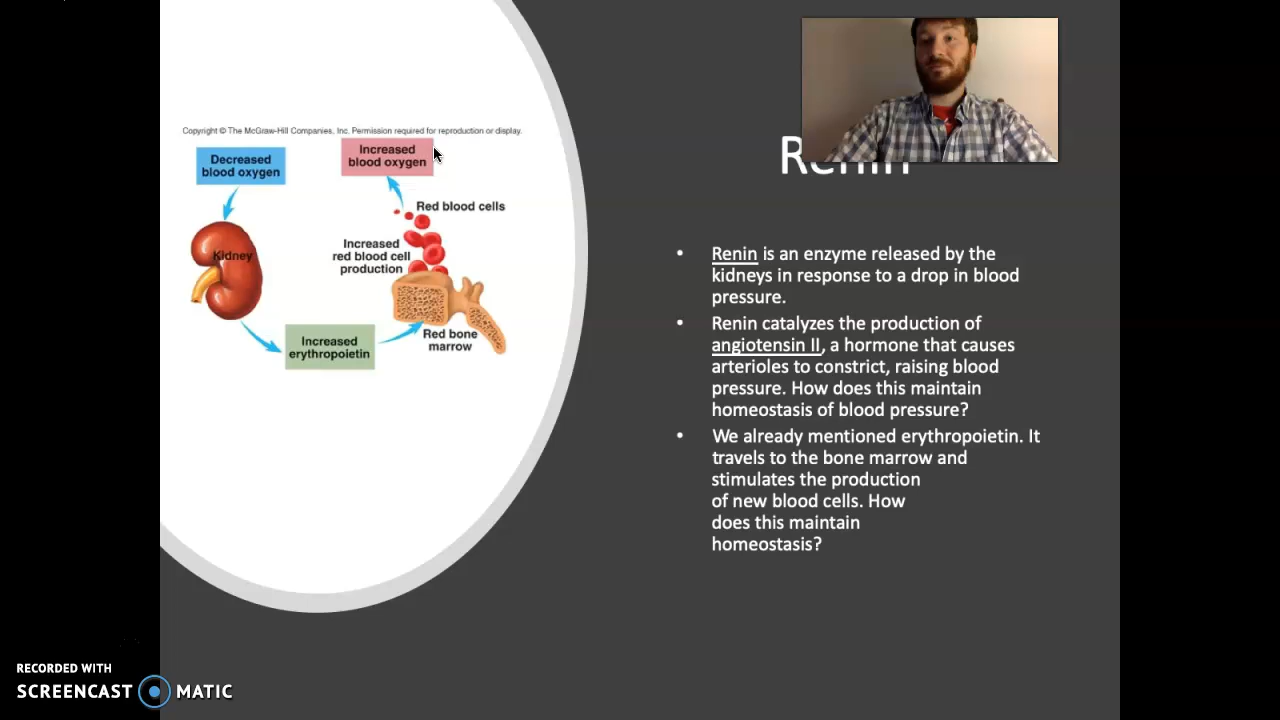 Copyright © The McGraw-Hill Companies, Inc. Permission required for reproduction or display.
Decreased
blood oxygen
Increased
blood oxygen
Red blood cells
Increased
red blood cell
production
Kidney
Increased
erythropoietin
Red bone
marrow
Renin
• Renin is an enzyme released by the
kidneys in response to a drop in blood
pressure.
• Renin catalyzes the production of
angiotensin II, a hormone that causes
arterioles to constrict, raising blood
pressure. How does this maintain
homeostasis of blood pressure?
• We already mentioned erythropoietin. It
travels to the bone marrow and
stimulates the production
of new blood cells. How
does this maintain
homeostasis?
RECORDED WITH
SCREENCAST MATIC